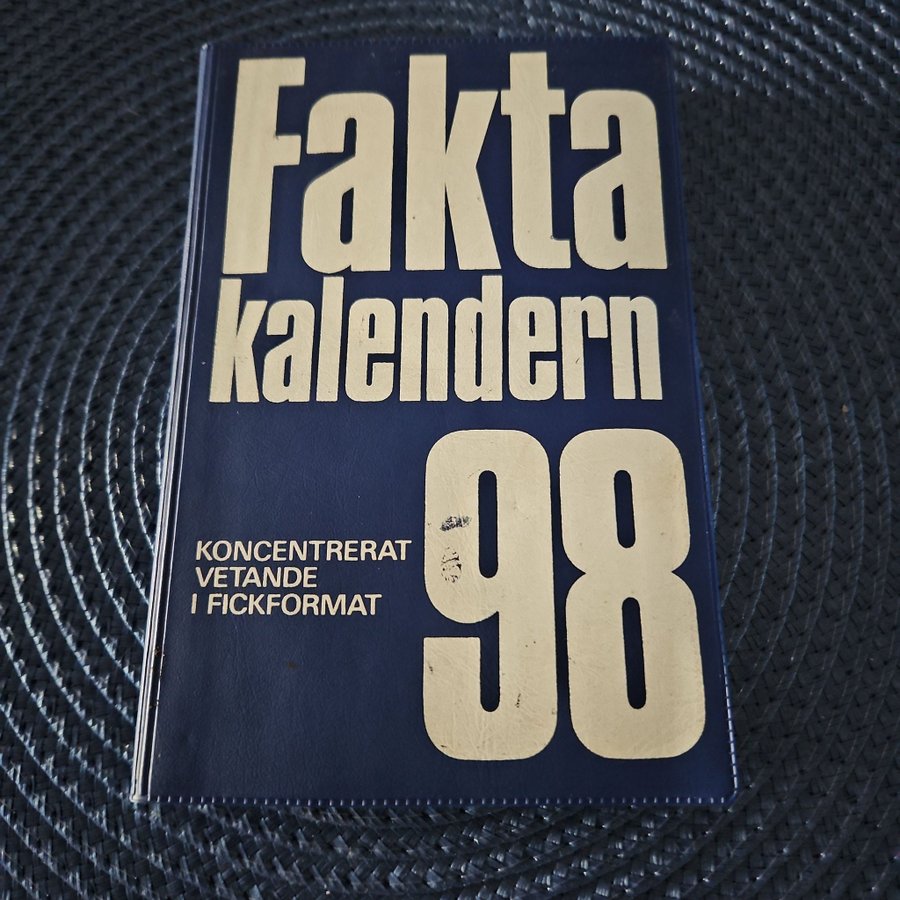 Fakta
kalendern
98
KONCENTRERAT
VETANDE
I FICKFORMAT